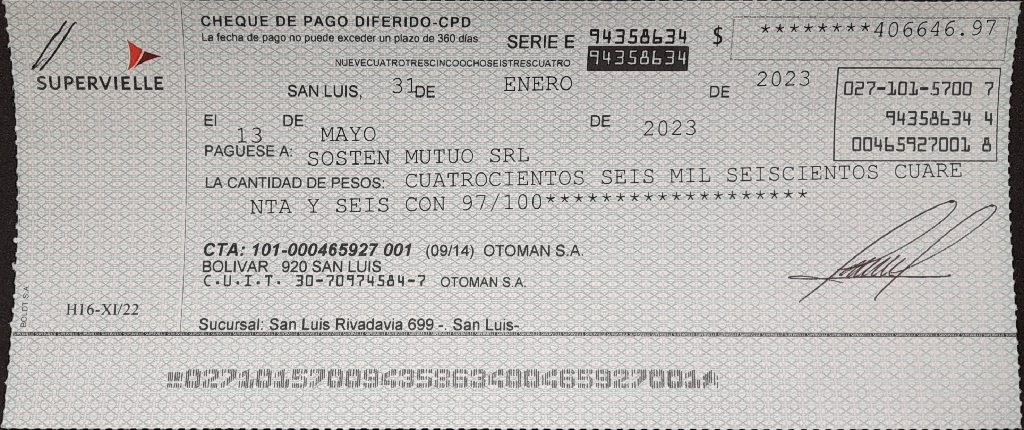 SUPERVIELLE
CHEQUE DE PAGO DIFERIDO-CPD
La fecha de pago no puede exceder un plazo de 360 días
SERIE E 94358634
94358634
$ ********406646.97
NUEVECUATROTRESCINCOOCHOSEISTRESCUATRO
SAN LUIS, 31 DE ENERO DE 2023
027-101-5700 7
94358634 4
00465927001 8
El 13 DE MAYO DE 2023
PAGUESE A: SOSTEN MUTUO SRL
LA CANTIDAD DE PESOS: CUATROCIENTOS SEIS MIL SEISCIENTOS CUARE
NTA Y SEIS CON 97/100********************
CTA: 101-000465927 001 (09/14) OTOMAN S.A.
BOLIVAR 920 SAN LUIS
C.U.I.T. 30-70974584-7 OTOMAN S.A.
BOLDT S.A
H16-XI/22
Sucursal: San Luis Rivadavia 699 -. San Luis-
027101570094358634004659270014